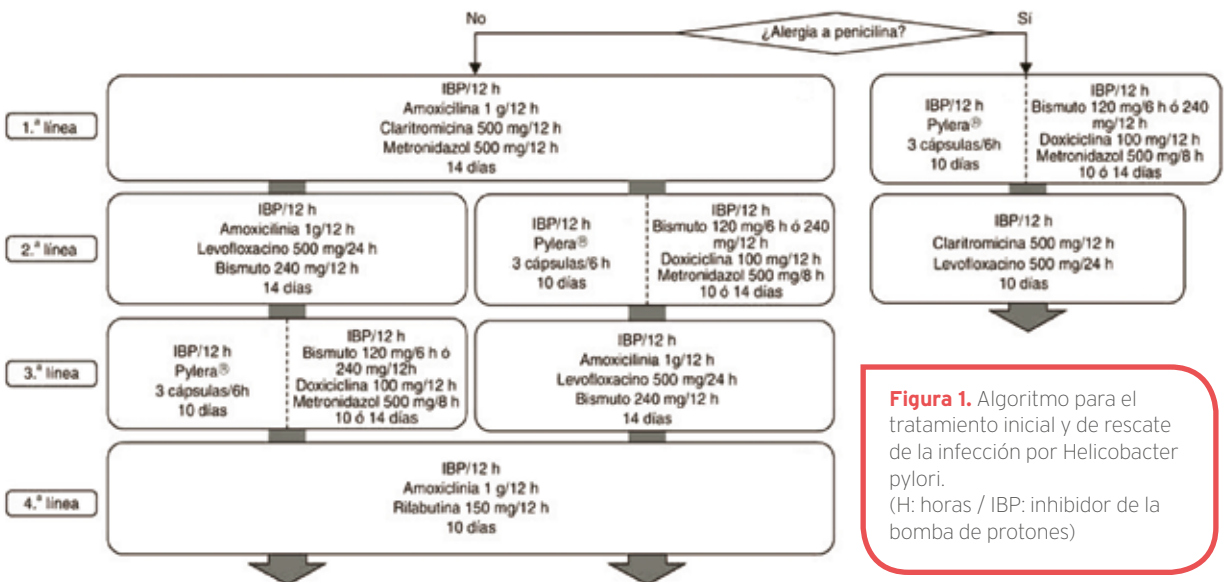 No
¿Alergia a penicilina?
Sí
1.ª línea
IBP/12 h
Amoxicilina 1 g/12 h
Claritromicina 500 mg/12 h
Metronidazol 500 mg/12 h
14 días
IBP/12 h
Pylera®
3 cápsulas/6h
10 días
IBP/12 h
Bismuto 120 mg/6 h ó 240
mg/12 h
Doxiciclina 100 mg/12 h
Metronidazol 500 mg/8 h
10 ó 14 días
2.ª línea
IBP/12 h
Amoxicilinia 1g/12 h
Levofloxacino 500 mg/24 h
Bismuto 240 mg/12 h
14 días
IBP/12 h
Pylera®
3 cápsulas/6 h
10 días
IBP/12 h
Bismuto 120 mg/6 h ó 240
mg/12 h
Doxiciclina 100 mg/12 h
Metronidazol 500 mg/8 h
10 ó 14 días
IBP/12 h
Claritromicina 500 mg/12 h
Levofloxacino 500 mg/24 h
10 días
3.ª línea
IBP/12 h
Pylera®
3 cápsulas/6h
10 días
IBP/12 h
Bismuto 120 mg/6 h ó
240 mg/12h
Doxiciclina 100 mg/12 h
Metronidazol 500 mg/8 h
10 ó 14 días
IBP/12 h
Amoxicilinia 1g/12 h
Levofloxacino 500 mg/24 h
Bismuto 240 mg/12 h
14 días
4.ª línea
IBP/12 h
Amoxiclinia 1 g/12 h
Rifabutina 150 mg/12 h
10 días
Figura 1. Algoritmo para el
tratamiento inicial y de rescate
de la infección por Helicobacter
pylori.
(H: horas / IBP: inhibidor de la
bomba de protones)